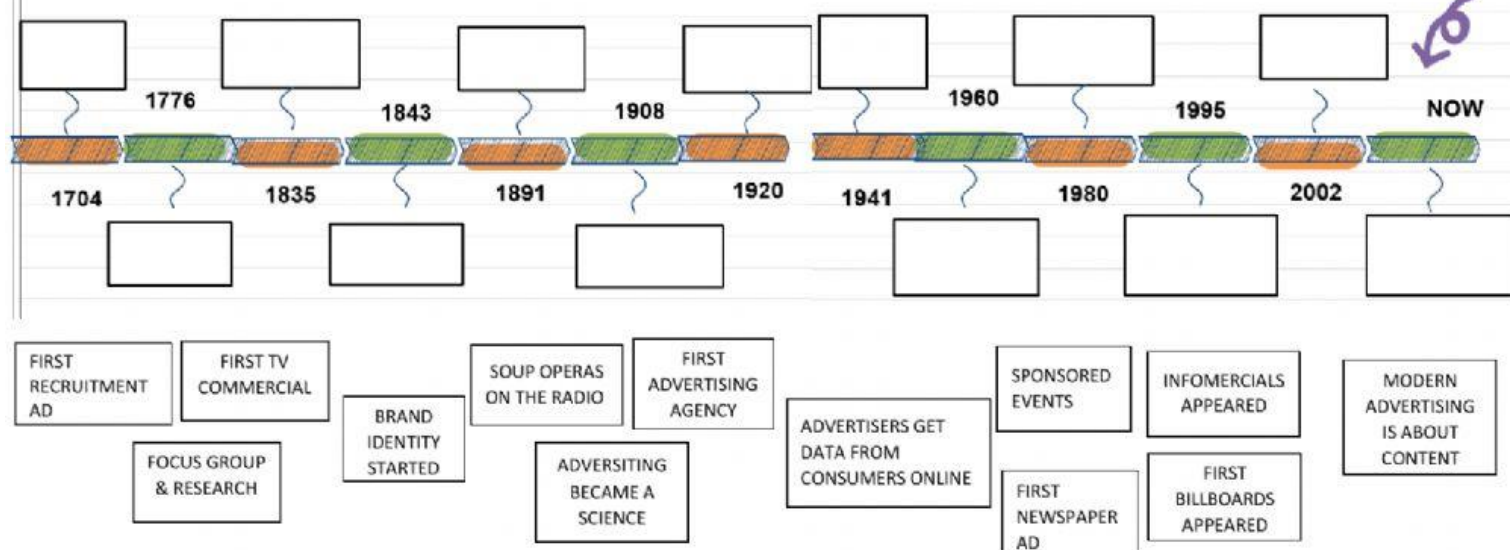 1776
1843
1908
1960
1995
NOW
1704
1835
1891
1920
1941
1980
2002
FIRST
RECRUITMENT
AD
FIRST TV
COMMERCIAL
FOCUS GROUP
& RESEARCH
BRAND
IDENTITY
STARTED
SOUP OPERAS
ON THE RADIO
ADVERSITING
BECAME A
SCIENCE
FIRST
ADVERTISING
AGENCY
ADVERTISERS GET
DATA FROM
CONSUMERS ONLINE
SPONSORED
EVENTS
FIRST
NEWSPAPER
AD
INFOMERCIALS
APPEARED
FIRST
BILLBOARDS
APPEARED
MODERN
ADVERTISING
IS ABOUT
CONTENT